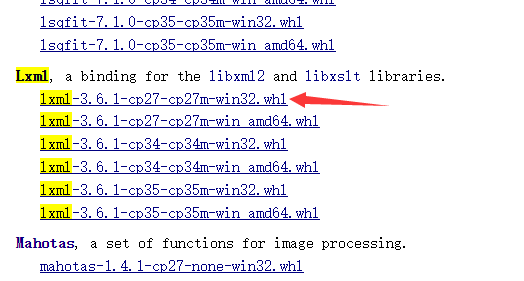 lsqfit-7.1.0-cp35-cp35m-win32.whl
lsqfit-7.1.0-cp35-cp35m-win_amd64.whl
Lxml, a binding for the libxml2 and libxslt libraries.
lxml-3.6.1-cp27-cp27m-win32.whl
lxml-3.6.1-cp27-cp27m-win_amd64.whl
lxml-3.6.1-cp34-cp34m-win32.whl
lxml-3.6.1-cp34-cp34m-win_amd64.whl
lxml-3.6.1-cp35-cp35m-win32.whl
lxml-3.6.1-cp35-cp35m-win_amd64.whl
Mahotas, a set of functions for image processing.
mahotas-1.4.1-cp27-none-win32.whl